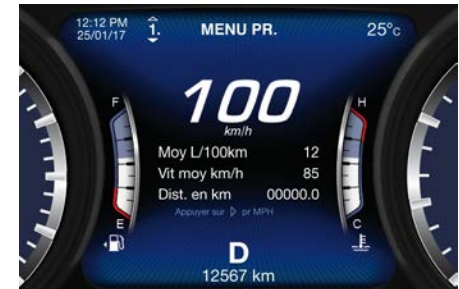 12:12 PM
25/01/17
1.
MENU PR.
25°c
F
H
100
km/h
Moy L/100km 12
Vit moy km/h 85
Dist. en km 00000.0
Appuyer sur pr MPH
E
C
D
12567 km